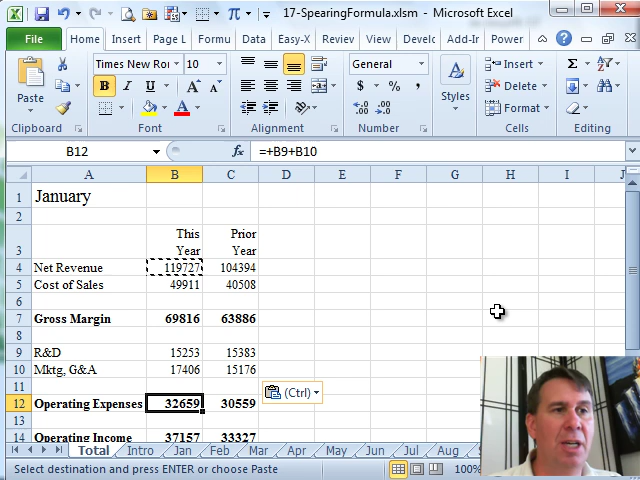 17-SpearingFormula.xlsm - Microsoft Excel
File Home Insert Page L Formu Data Easy-X Review View Develc Add-Ir Power
Times New Roi 10 General Insert
Paste B I U $ % , Styles Delete
Format
Clipboard Font Alignment Number Cells Editing
B12 fx =+B9+B10
A B C D E F G H I J
1 January
2
This Prior
3 Year Year
4 Net Revenue 119727 104394
5 Cost of Sales 49911 40508
6
7 Gross Margin 69816 63886
8
9 R&D 15253 15383
10 Mktg, G&A 17406 15176
11 (Ctrl)
12 Operating Expenses 32659 30559
13
14 Operating Income 37157 33327
Total Intro Jan Feb Mar Apr May Jun Jul Aug
Select destination and press ENTER or choose Paste 100%